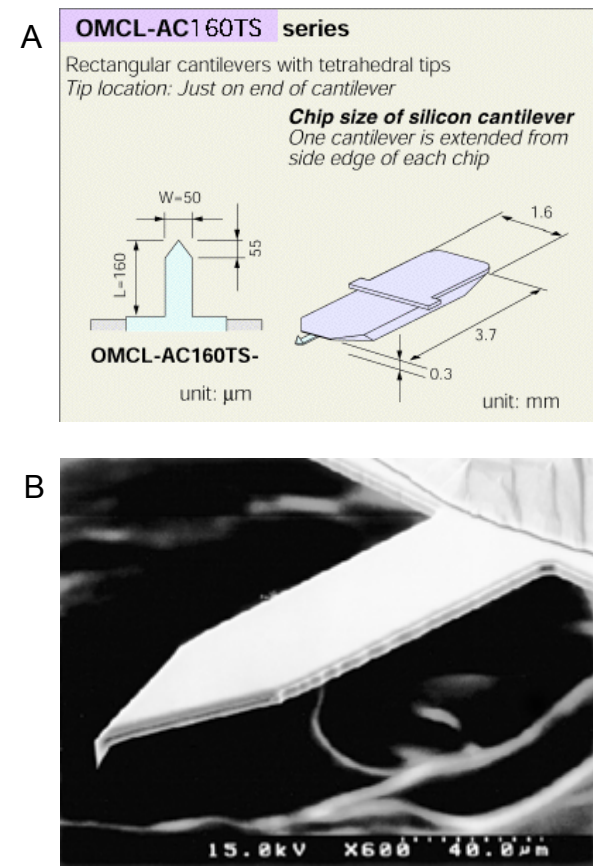 A
OMCL-AC160TS series
Rectangular cantilevers with tetrahedral tips
Tip location: Just on end of cantilever
Chip size of silicon cantilever
One cantilever is extended from
side edge of each chip
W=50
L=160
55
OMCL-AC160TS-
unit: μm
1.6
3.7
0.3
unit: mm
B
15.0kV X600 40.0μm